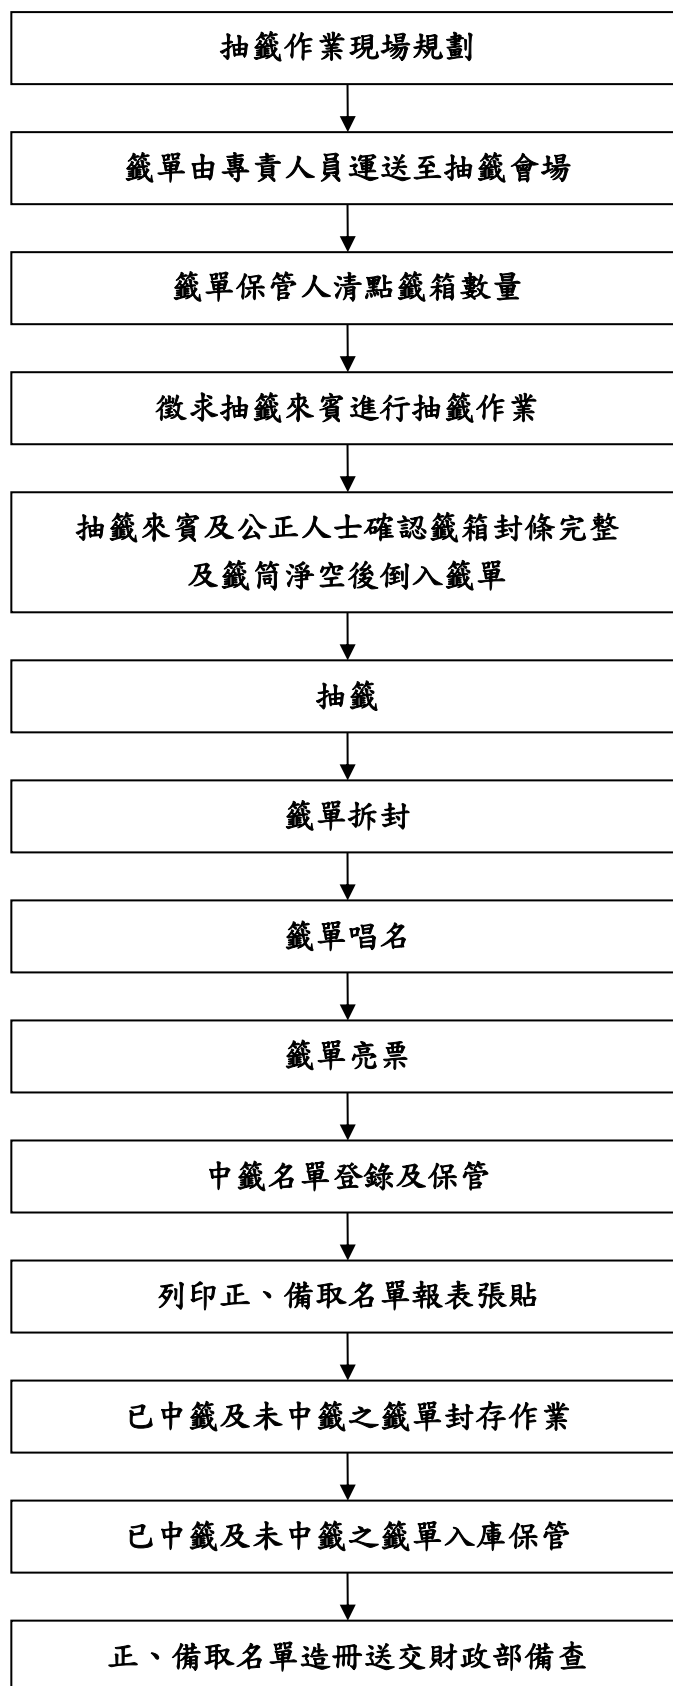 抽籤作業現場規劃
籤單由專責人員運送至抽籤會場
籤單保管人清點籤箱數量
徵求抽籤來賓進行抽籤作業
抽籤來賓及公正人士確認籤箱封條完整
及籤筒淨空後倒入籤單
抽籤
籤單拆封
籤單唱名
籤單亮票
中籤名單登錄及保管
列印正、備取名單報表張貼
已中籤及未中籤之籤單封存作業
已中籤及未中籤之籤單入庫保管
正、備取名單造冊送交財政部備查